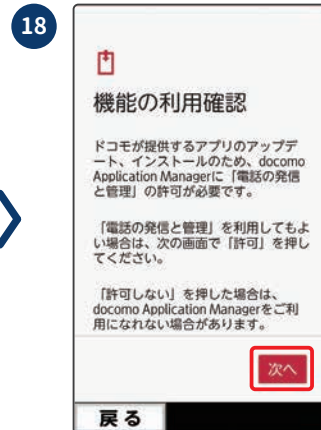 18
機能の利用確認
ドコモが提供するアプリのアップデ
ート、インストールのため、docomo
Application Managerに「電話の発信
と管理」の許可が必要です。
「電話の発信と管理」を利用してもよ
い場合は、次の画面で「許可」を押し
てください。
「許可しない」を押した場合は、
docomo Application Managerをご利
用になれない場合があります。
次へ
戻る